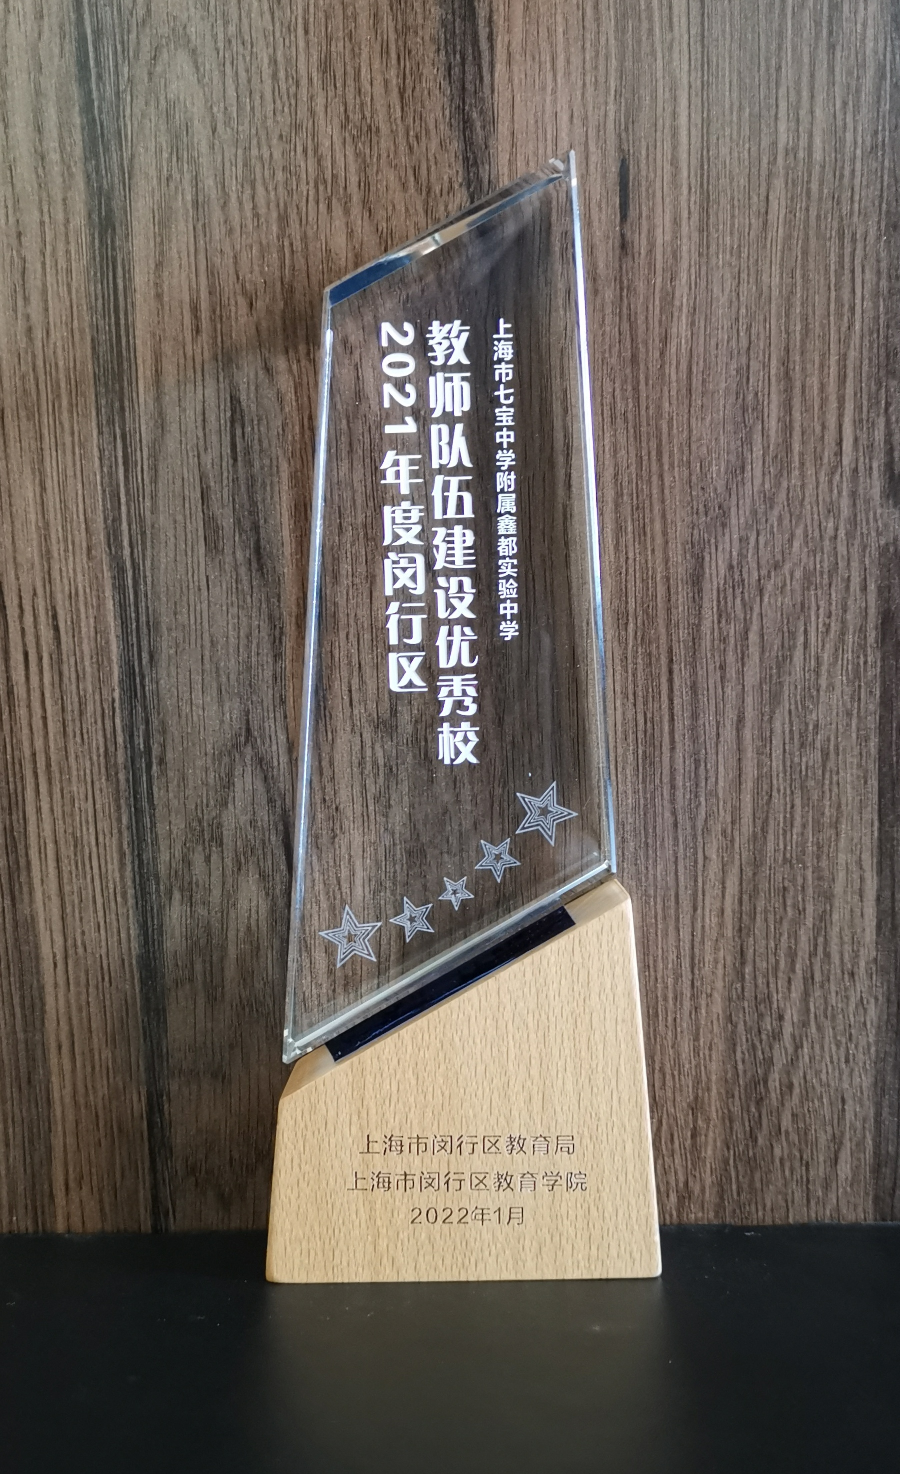 上海市七宝中学附属鑫都实验中学
教师队伍建设优秀校
2021年度闵行区
上海市闵行区教育局
上海市闵行区教育学院
2022年1月